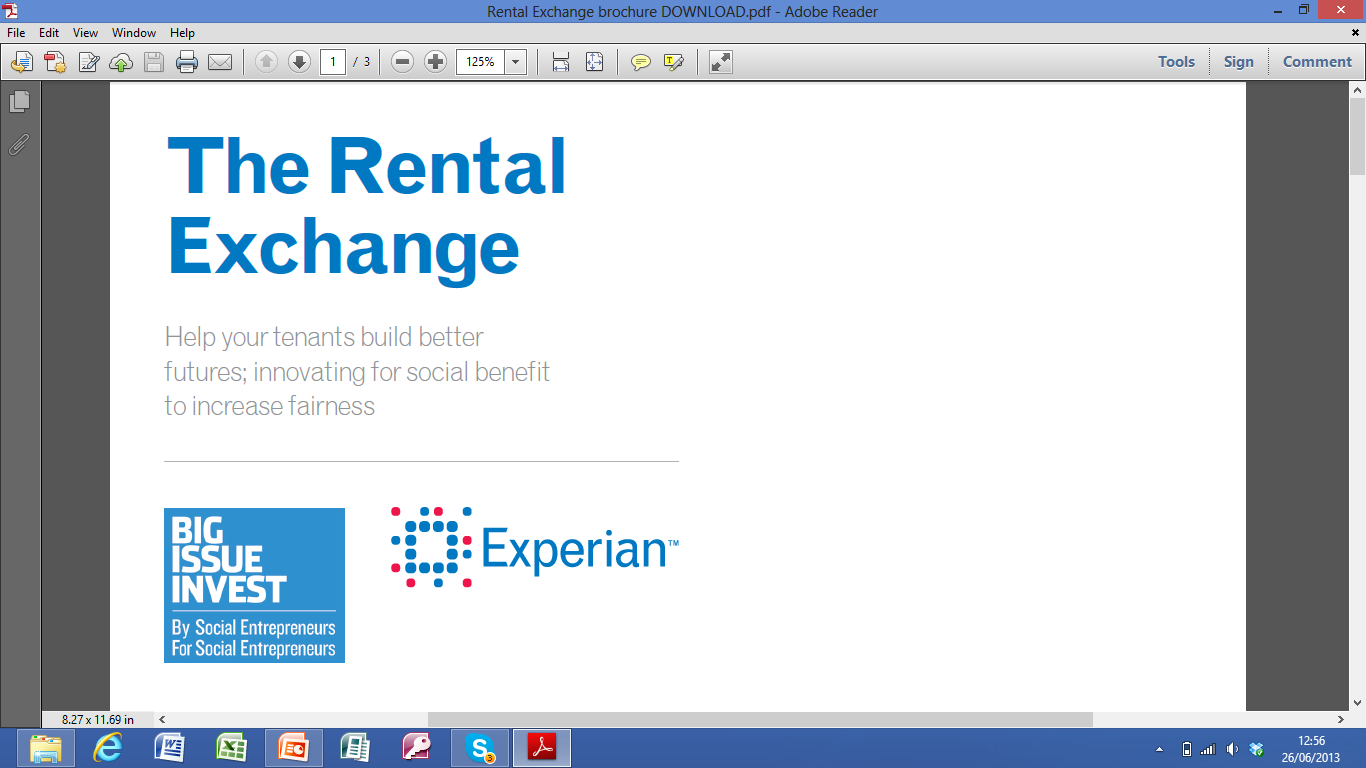 Rental Exchange brochure DOWNLOAD.pdf - Adobe Reader
File Edit View Window Help
1 / 3 125% Tools Sign Comment
The Rental
Exchange
Help your tenants build better
futures; innovating for social benefit
to increase fairness
BIG
ISSUE
INVEST
By Social Entrepreneurs
For Social Entrepreneurs
Experian™
8.27 x 11.69 in
3
12:56
26/06/2013